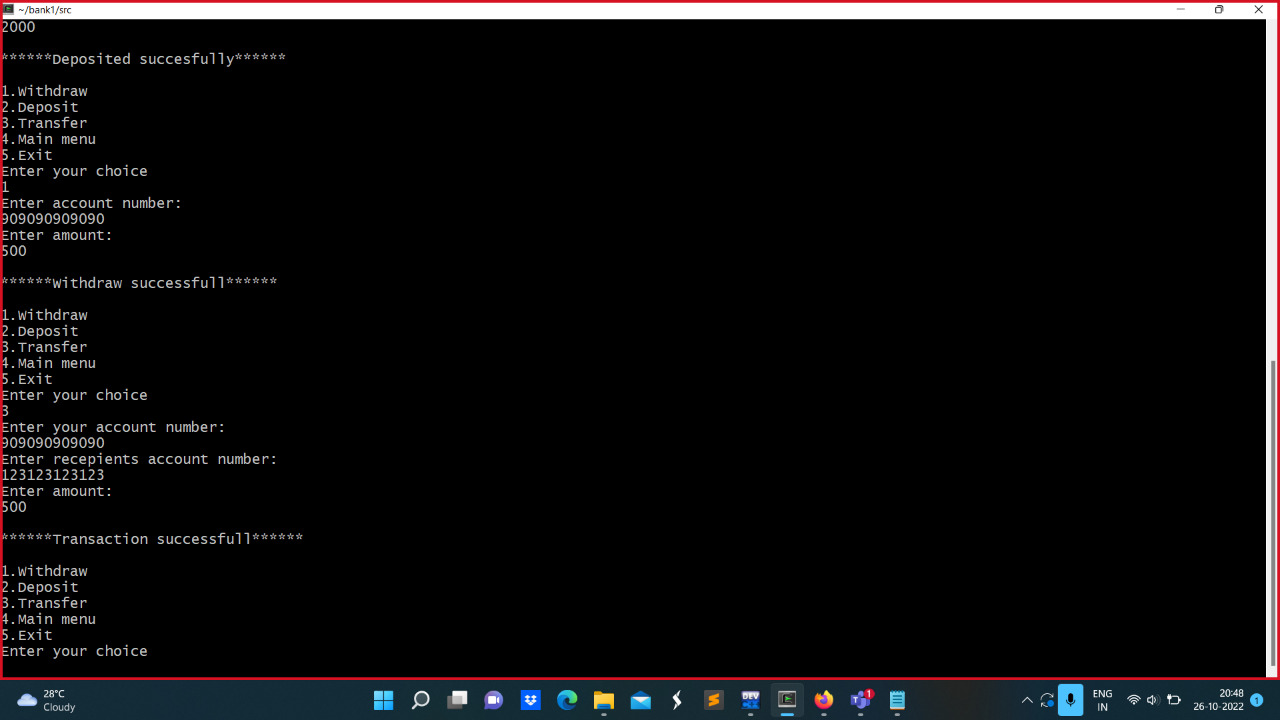 ~/bank1/src
2000
******Deposited succesfully******
1.Withdraw
2.Deposit
3.Transfer
4.Main menu
5.Exit
Enter your choice
1
Enter account number:
909090909090
Enter amount:
500
******Withdraw successfull******
1.Withdraw
2.Deposit
3.Transfer
4.Main menu
5.Exit
Enter your choice
3
Enter your account number:
909090909090
Enter recepients account number:
123123123123
Enter amount:
500
******Transaction successfull******
1.Withdraw
2.Deposit
3.Transfer
4.Main menu
5.Exit
Enter your choice
28°C
Cloudy
DEV
1
ENG
IN
20:48
26-10-2022
1